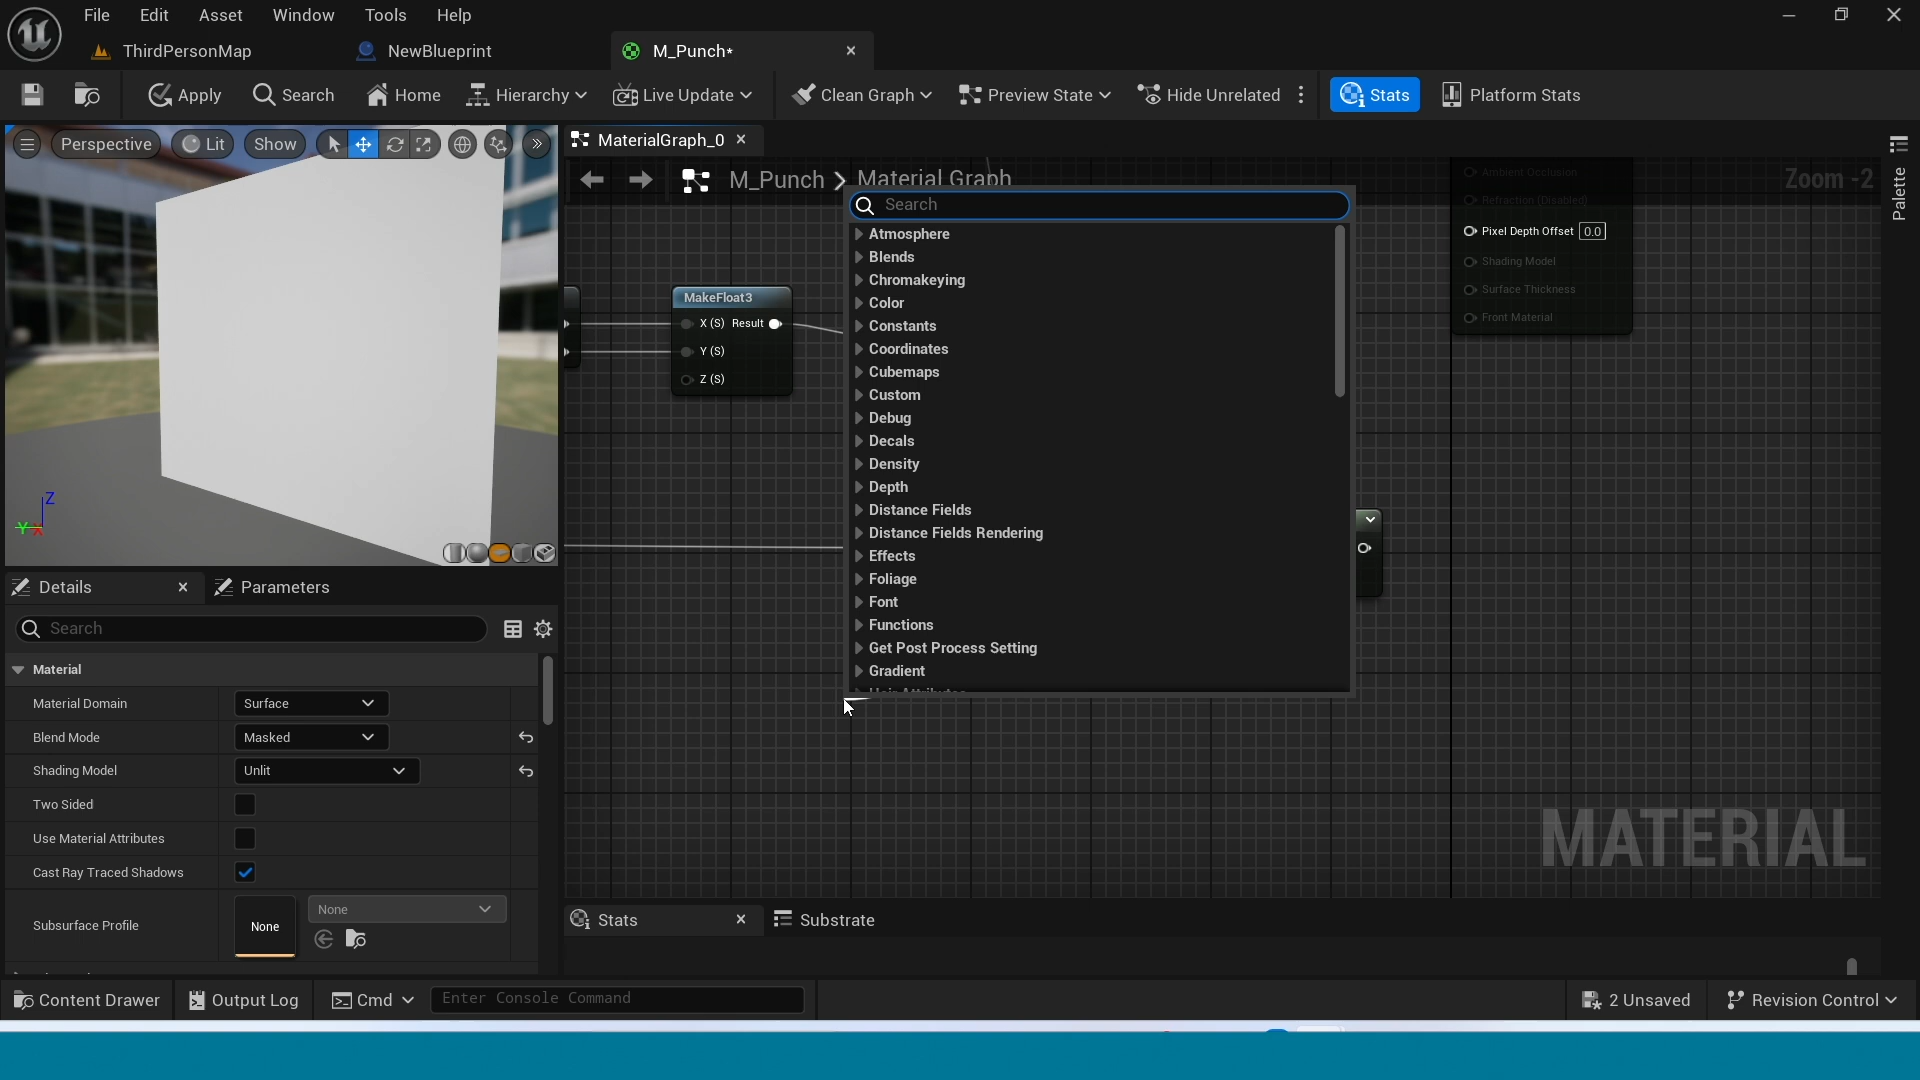 File Edit Asset Window Tools Help
ThirdPersonMap NewBlueprint M_Punch*
Apply Search Home Hierarchy Live Update Clean Graph Preview State Hide Unrelated Stats Platform Stats
Perspective Lit Show
MaterialGraph_0
M_Punch Material Graph
Zoom -2
Palette
Search
Atmosphere
Blends
Chromakeying
Color
Constants
Coordinates
Cubemaps
Custom
Debug
Decals
Density
Depth
Distance Fields
Distance Fields Rendering
Effects
Foliage
Font
Functions
Get Post Process Setting
Gradient
Hair Attributes
MakeFloat3
X (S) Result
Y (S)
Z (S)
Ambient Occlusion
Refraction (Disabled)
Pixel Depth Offset 0.0
Shading Model
Surface Thickness
Front Material
MATERIAL
Z
Y X
Details Parameters
Search
Material
Material Domain Surface
Blend Mode Masked
Shading Model Unlit
Two Sided
Use Material Attributes
Cast Ray Traced Shadows
Subsurface Profile None None
Stats Substrate
Content Drawer Output Log Cmd Enter Console Command 2 Unsaved Revision Control